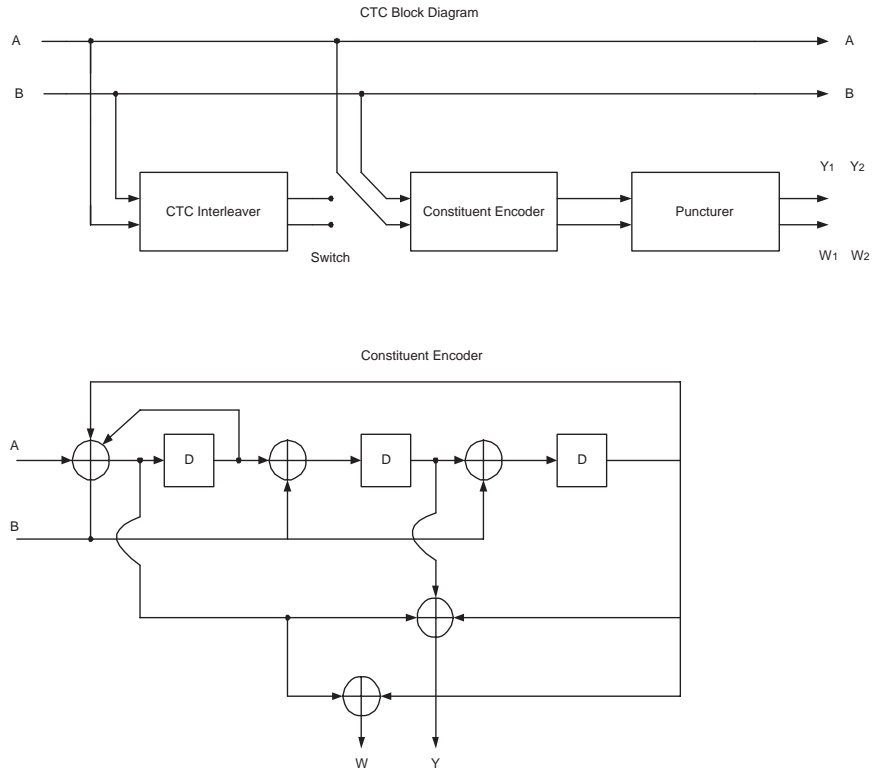 CTC Block Diagram
A A
B B
Y1 Y2
CTC Interleaver Constituent Encoder Puncturer
Switch
W1 W2
Constituent Encoder
A
D D D
B
W Y